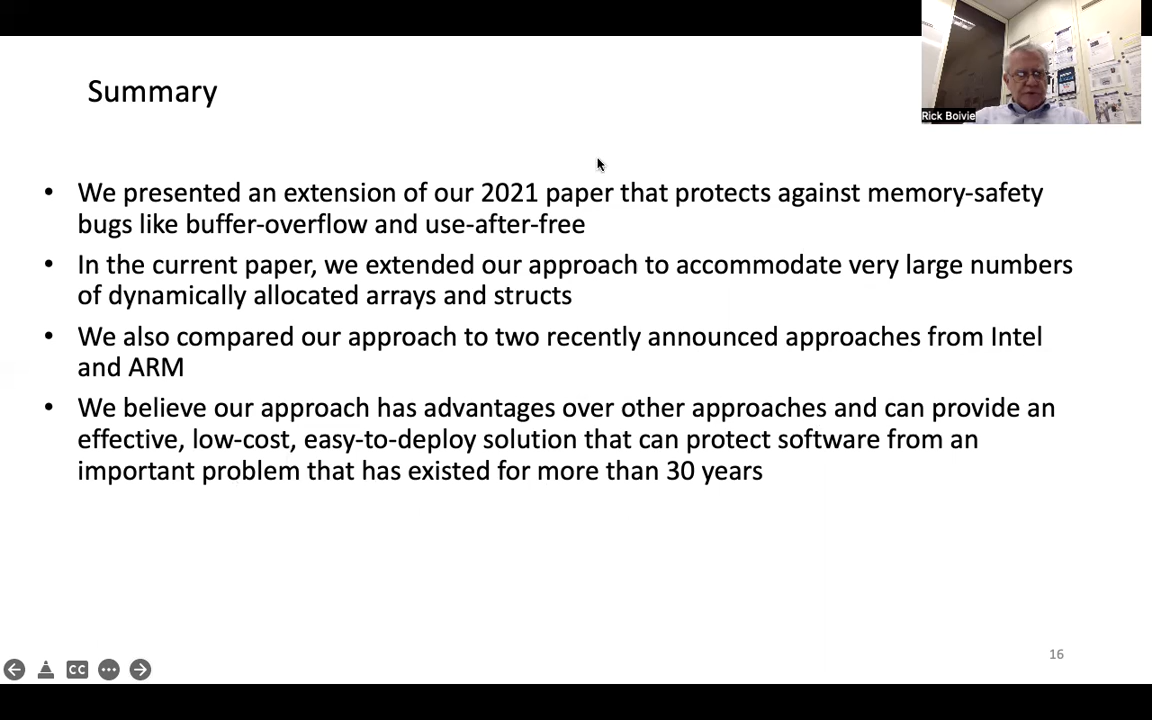 Rick Boivie
Summary
• We presented an extension of our 2021 paper that protects against memory-safety
bugs like buffer-overflow and use-after-free
• In the current paper, we extended our approach to accommodate very large numbers
of dynamically allocated arrays and structs
• We also compared our approach to two recently announced approaches from Intel
and ARM
• We believe our approach has advantages over other approaches and can provide an
effective, low-cost, easy-to-deploy solution that can protect software from an
important problem that has existed for more than 30 years
16
CC